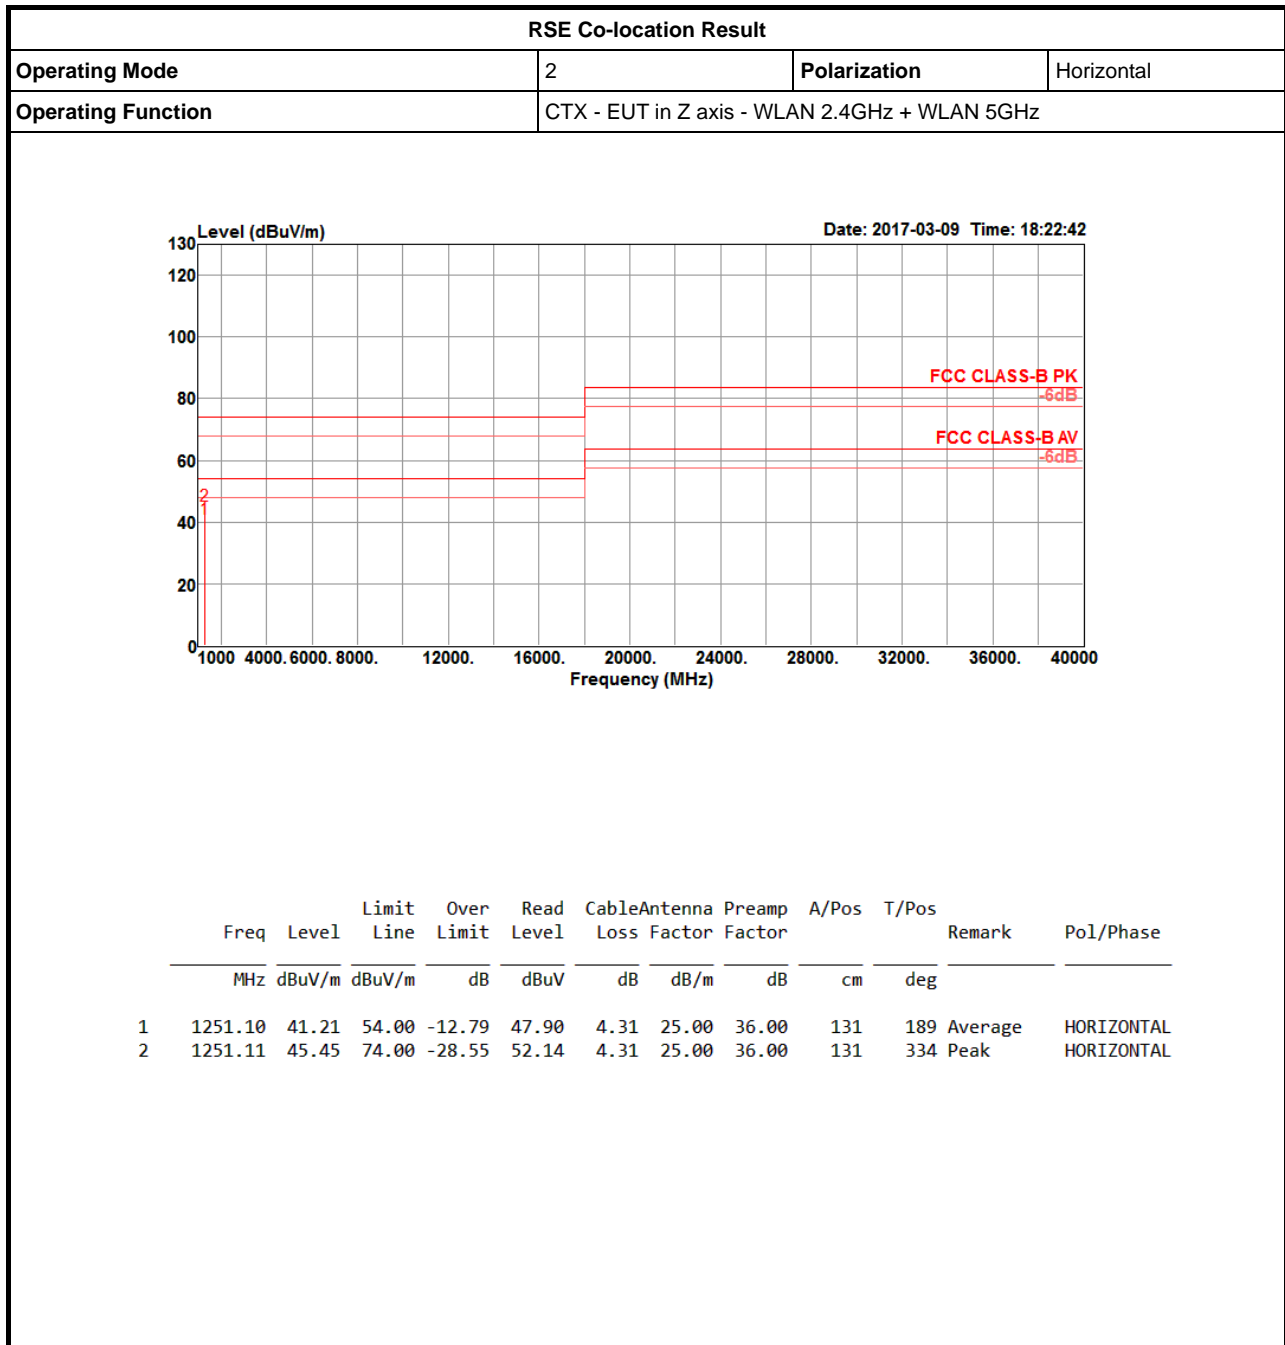 RSE Co-location Result
Operating Mode 2 Polarization Horizontal
Operating Function CTX - EUT in Z axis - WLAN 2.4GHz + WLAN 5GHz
Level (dBuV/m) Date: 2017-03-09 Time: 18:22:42
130
120
100
FCC CLASS-B PK
80
-6dB
FCC CLASS-B AV
60
-6dB
2
1
40
20
0
1000 4000. 6000. 8000. 12000. 16000. 20000. 24000. 28000. 32000. 36000. 40000
Frequency (MHz)
Limit Over Read CableAntenna Preamp A/Pos T/Pos
Freq Level Line Limit Level Loss Factor Factor Remark Pol/Phase
MHz dBuV/m dBuV/m dB dBuV dB dB/m dB cm deg
1 1251.10 41.21 54.00 -12.79 47.90 4.31 25.00 36.00 131 189 Average HORIZONTAL
2 1251.11 45.45 74.00 -28.55 52.14 4.31 25.00 36.00 131 334 Peak HORIZONTAL